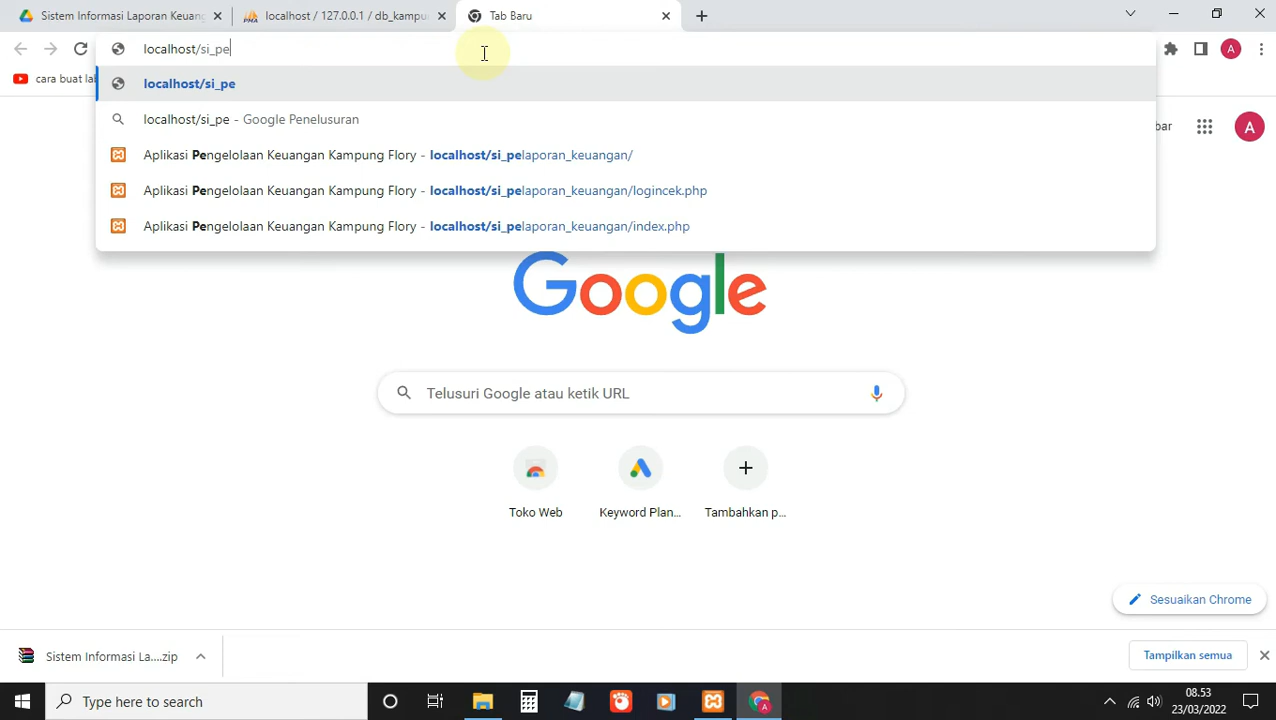 Sistem Informasi Laporan Keuang
localhost / 127.0.0.1 / db_kampu
Tab Baru
localhost/si_pe
A
cara buat lab
localhost/si_pe
localhost/si_pe - Google Penelusuran
Aplikasi Pengelolaan Keuangan Kampung Flory - localhost/si_pelaporan_keuangan/
Aplikasi Pengelolaan Keuangan Kampung Flory - localhost/si_pelaporan_keuangan/logincek.php
Aplikasi Pengelolaan Keuangan Kampung Flory - localhost/si_pelaporan_keuangan/index.php
bar
A
Google
Telusuri Google atau ketik URL
Toko Web
Keyword Plan...
Tambahkan p...
Sesuaikan Chrome
Sistem Informasi La....zip
Tampilkan semua
Type here to search
08.53
23/03/2022